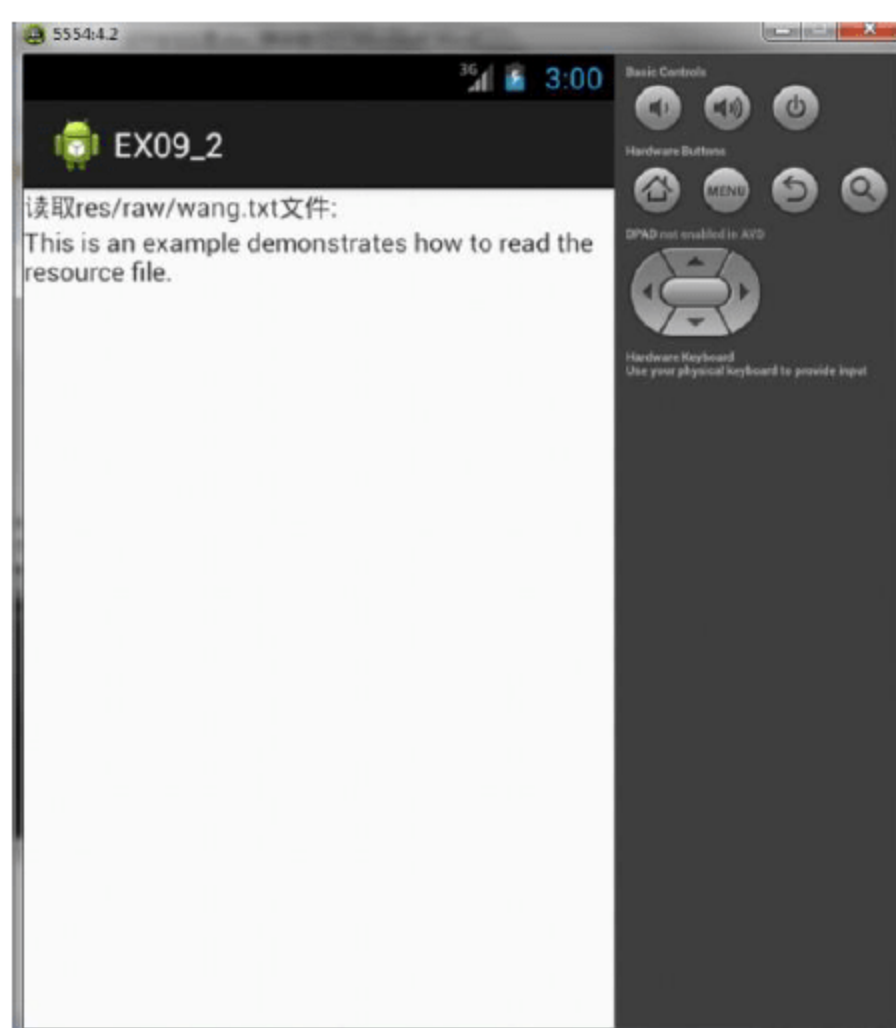 5554:4.2
3G
3:00
EX09_2
读取res/raw/wang.txt文件:
This is an example demonstrates how to read the
resource file.
Basic Controls
Hardware Buttons
MENU
DPAD not enabled in AVD
Hardware Keyboard
Use your physical keyboard to provide input